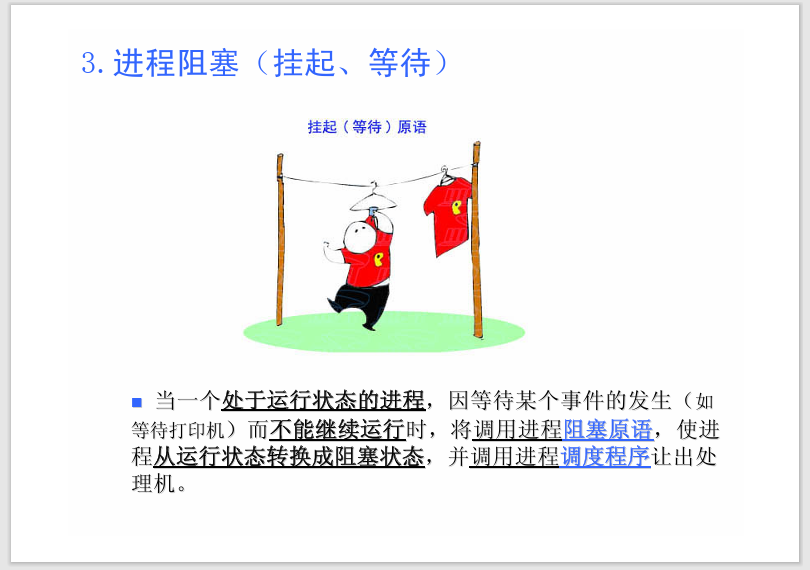 3.进程阻塞（挂起、等待）
挂起（等待）原语
P
P
■ 当一个处于运行状态的进程，因等待某个事件的发生（如
等待打印机）而不能继续运行时，将调用进程阻塞原语，使进
程从运行状态转换成阻塞状态，并调用进程调度程序让出处
理机。